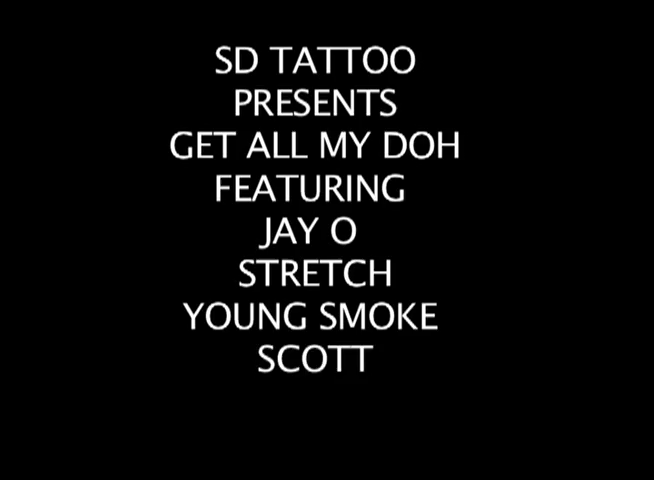 SD TATTOO
PRESENTS
GET ALL MY DOH
FEATURING
JAY O
STRETCH
YOUNG SMOKE
SCOTT